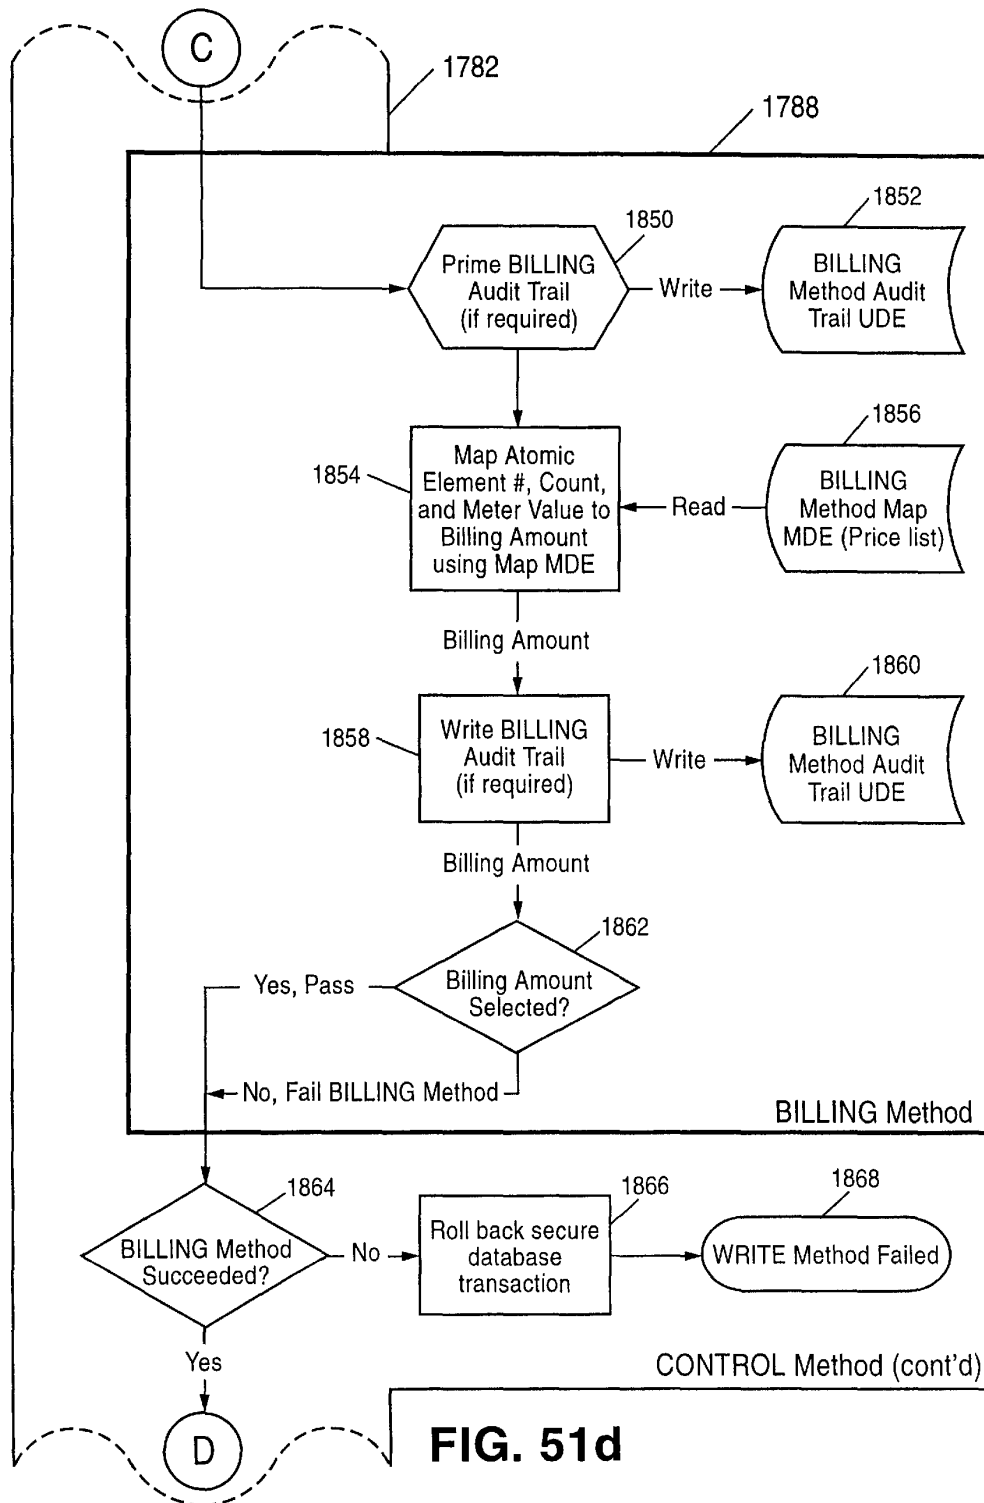 C
1782
1788
1850
1852
Prime BILLING
Audit Trail
(if required)
Write
BILLING
Method Audit
Trail UDE
1854
Map Atomic
Element #, Count,
and Meter Value to
Billing Amount
using Map MDE
Read
1856
BILLING
Method Map
MDE (Price list)
Billing Amount
1858
Write BILLING
Audit Trail
(if required)
Write
1860
BILLING
Method Audit
Trail UDE
Billing Amount
1862
Billing Amount
Selected?
Yes, Pass
No, Fail BILLING Method
BILLING Method
1864
BILLING Method
Succeeded?
No
1866
Roll back secure
database
transaction
1868
WRITE Method Failed
Yes
CONTROL Method (cont'd)
D
FIG. 51d